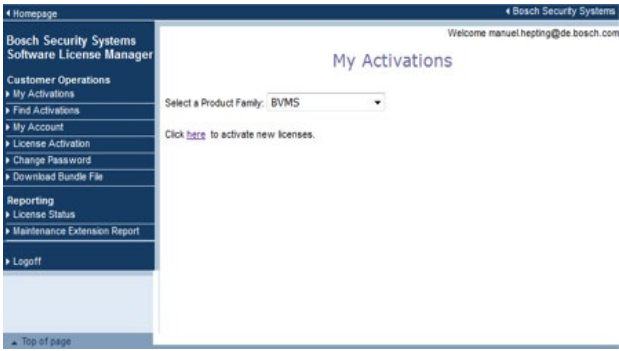 Homepage
Bosch Security Systems
Welcome manuel.hepting@de.bosch.com
Bosch Security Systems
Software License Manager
My Activations
Customer Operations
My Activations
Find Activations
My Account
License Activation
Change Password
Download Bundle File
Select a Product Family: BVMS
Click here to activate new licenses.
Reporting
License Status
Maintenance Extension Report
Logoff
Top of page